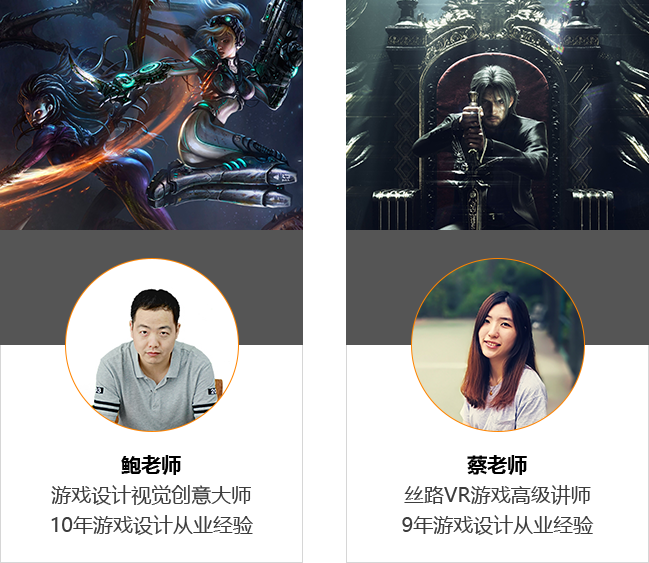 鲍老师
游戏设计视觉创意大师
10年游戏设计从业经验
蔡老师
丝路VR游戏高级讲师
9年游戏设计从业经验